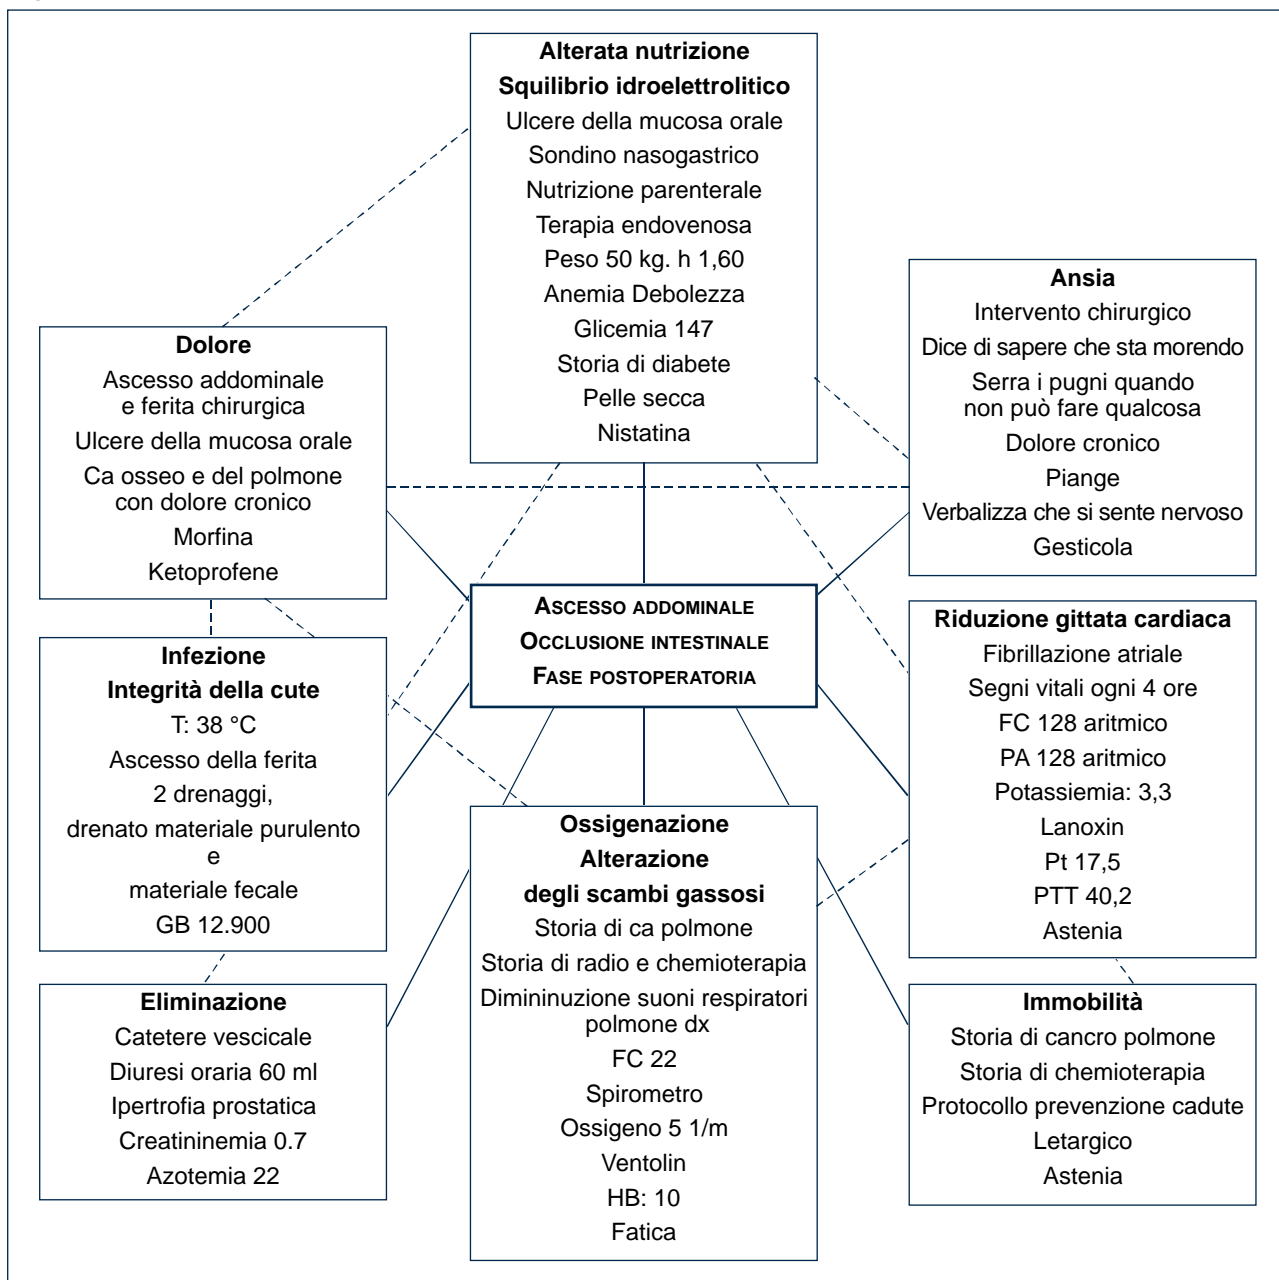 Alterata nutrizione
Squilibrio idroelettrolitico
Ulcere della mucosa orale
Sondino nasogastrico
Nutrizione parenterale
Terapia endovenosa
Peso 50 kg. h 1,60
Anemia Debolezza
Glicemia 147
Storia di diabete
Pelle secca
Nistatina
Dolore
Ascesso addominale
e ferita chirurgica
Ulcere della mucosa orale
Ca osseo e del polmone
con dolore cronico
Morfina
Ketoprofene
Ansia
Intervento chirurgico
Dice di sapere che sta morendo
Serra i pugni quando
non può fare qualcosa
Dolore cronico
Piange
Verbalizza che si sente nervoso
Gesticola
ASCESSO ADDOMINALE
OCCLUSIONE INTESTINALE
FASE POSTOPERATORIA
Infezione
Integrità della cute
T: 38 °C
Ascesso della ferita
2 drenaggi,
drenato materiale purulento
e
materiale fecale
GB 12.900
Riduzione gittata cardiaca
Fibrillazione atriale
Segni vitali ogni 4 ore
FC 128 aritmico
PA 128 aritmico
Potassiemia: 3,3
Lanoxin
Pt 17,5
PTT 40,2
Astenia
Ossigenazione
Alterazione
degli scambi gassosi
Storia di ca polmone
Storia di radio e chemioterapia
Dimininuzione suoni respiratori
polmone dx
FC 22
Spirometro
Ossigeno 5 1/m
Ventolin
HB: 10
Fatica
Eliminazione
Catetere vescicale
Diuresi oraria 60 ml
Ipertrofia prostatica
Creatininemia 0.7
Azotemia 22
Immobilità
Storia di cancro polmone
Storia di chemioterapia
Protocollo prevenzione cadute
Letargico
Astenia